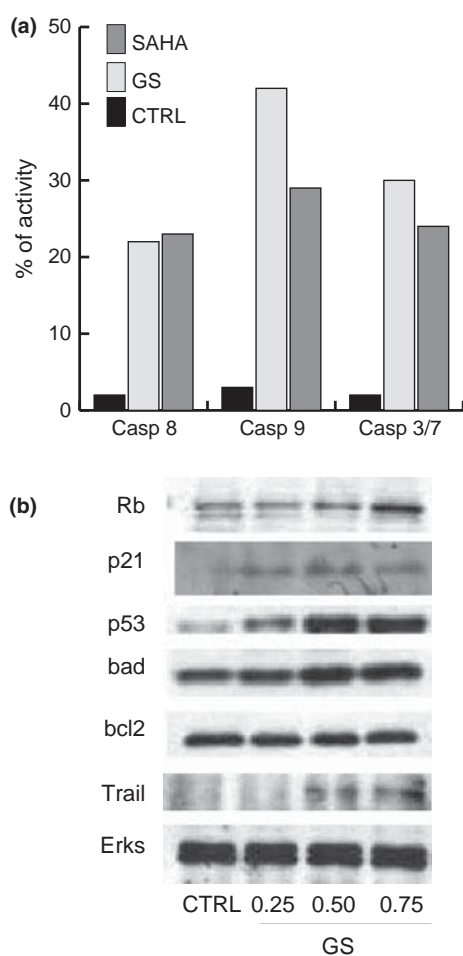 (a)
50
40
30
20
10
0
% of activity
SAHA
GS
CTRL
Casp 8 Casp 9 Casp 3/7
(b)
Rb
p21
p53
bad
bcl2
Trail
Erks
CTRL 0.25 0.50 0.75
GS